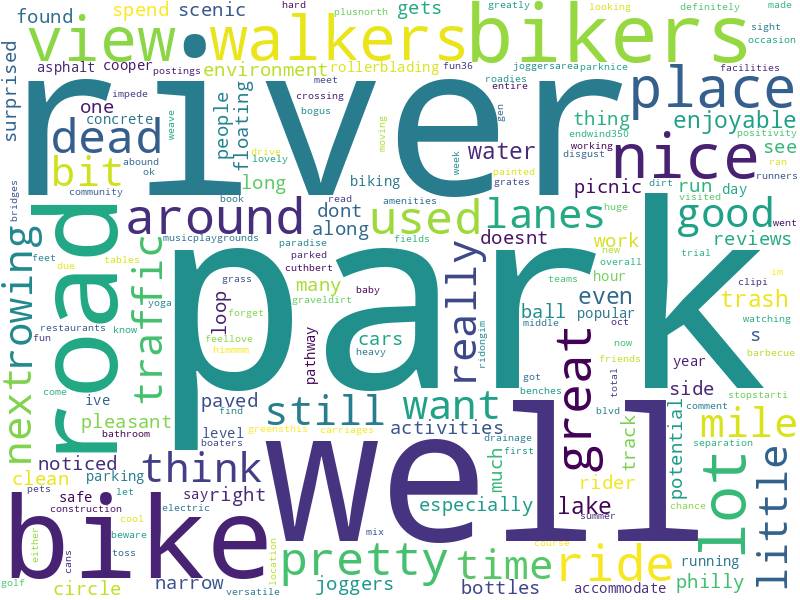 found
spend
scenic
gets
hard
plusnorth
greatly
looking
definitely
made
sight
occasion
view
walkers
bikers
surprised
asphalt
cooper
postings
environment
rollerblading
fun36
meet
roadies
joggersarea
parknice
entire
facilities
river
place
impede
one
concrete
dead
crossing
bogus
weave
people
floating
moving
gen
thing
enjoyable
endwind350
positivity
working
disgust
see
ran
runners
bit
abound
ok
drive
lovely
water
nice
week
painted
grates
biking
long
picnic
dirt
run
day
visited
community
book
read
amenities
bridges
around
dont
along
used
lanes
huge
good
went
musicplaygrounds
paradise
parked
cuthbert
fields
doesnt
work
new
overall
trial
reviews
road
rowing
feet
due
tables
traffic
park
many
grass
graveldirt
baby
really
teams
hour
ball
even
popular
trash
im
clipi
watching
yoga
loop
forget
pathway
cars
heavy
middle
ridongim
oct
s
restaurants
know
fun
feellove
himmmm
now
friends
barbecue
year
next
come
ive
paved
find
still
want
got
benches
blvd
great
total
side
stopstarti
pleasant
bathroom
level
boaters
greensthis
carriages
activities
comment
mile
track
potential
separation
noticed
think
well
drainage
first
much
lot
little
clean
parking
pets
safe
let
say
right
especially
rider
lake
chance
construction
electric
summer
bike
cool
beware
mix
either
cans
toss
location
pretty
time
course
ride
running
philly
golf
circle
narrow
versatile
joggers
bottles
accommodate